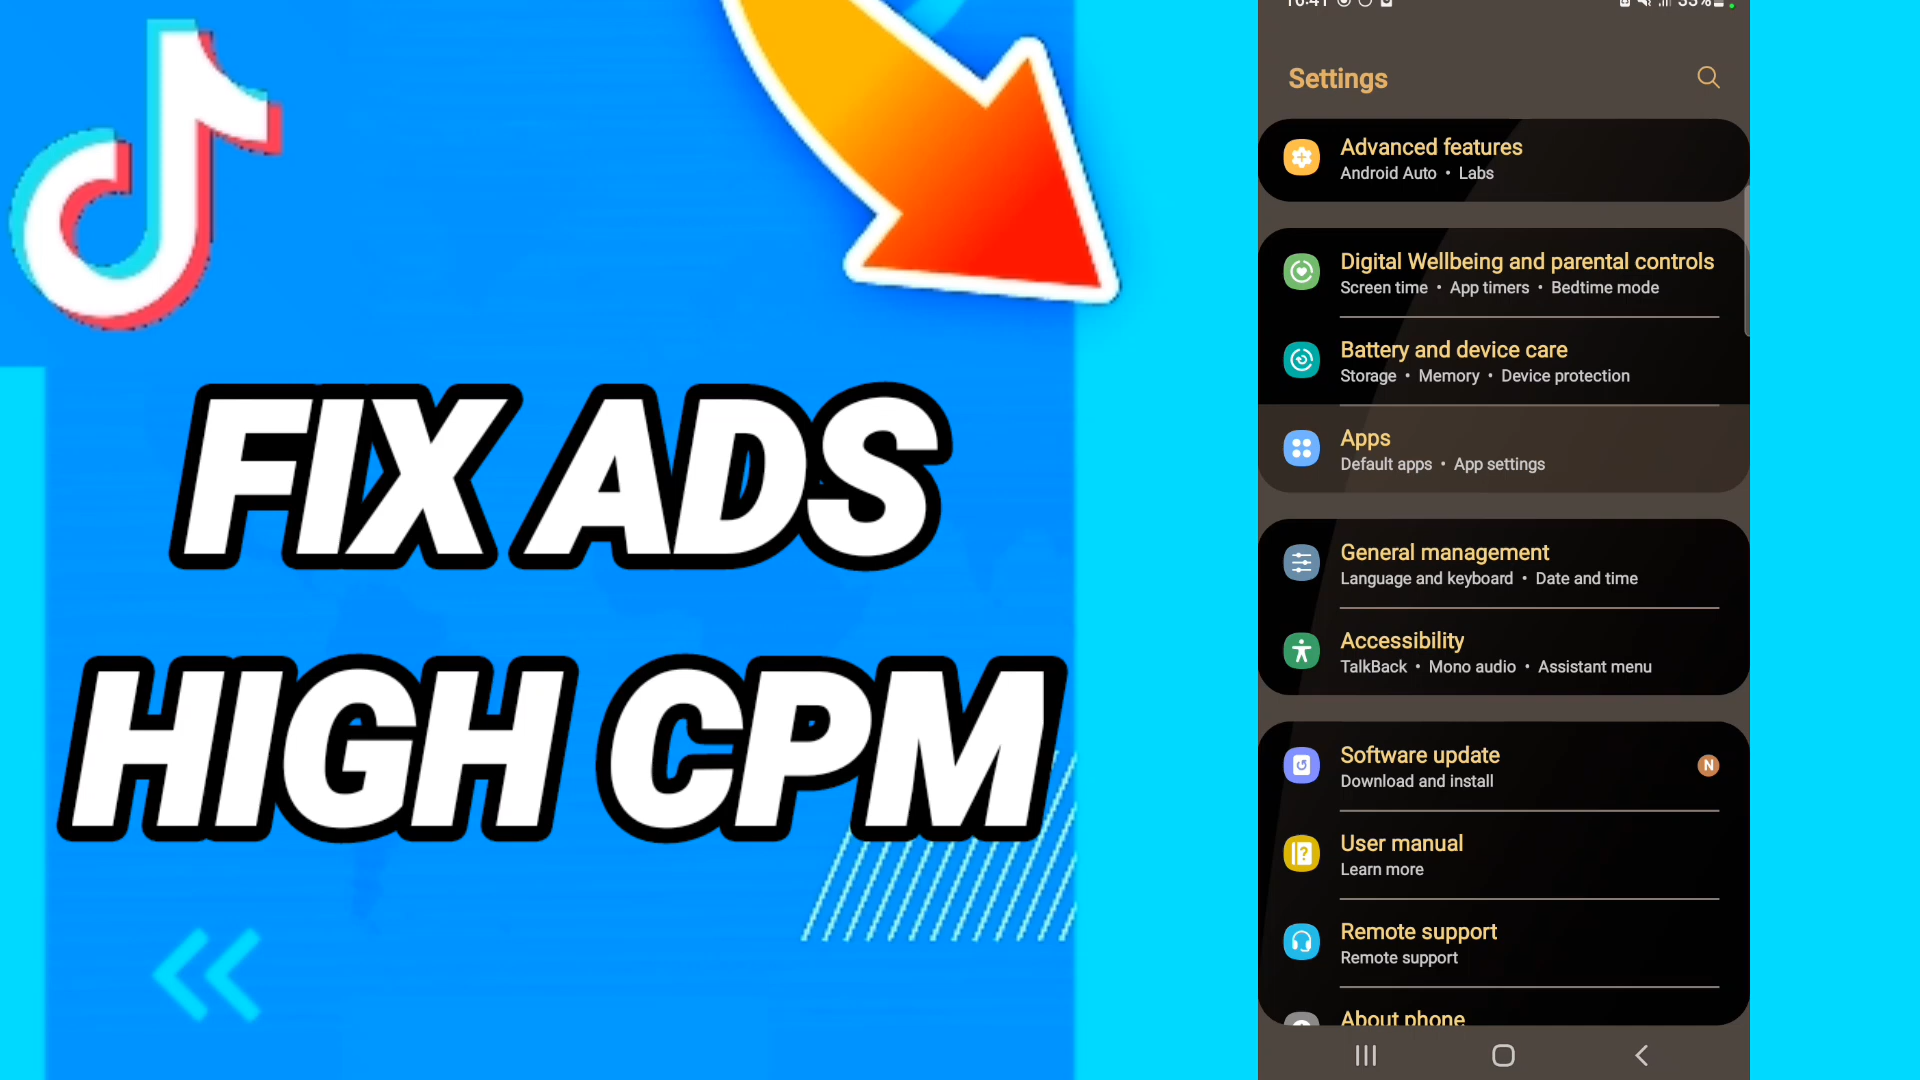 FIX ADS
HIGH CPM
16:41
33%
Settings
Advanced features
Android Auto • Labs
Digital Wellbeing and parental controls
Screen time • App timers • Bedtime mode
Battery and device care
Storage • Memory • Device protection
Apps
Default apps • App settings
General management
Language and keyboard • Date and time
Accessibility
TalkBack • Mono audio • Assistant menu
Software update
N
Download and install
User manual
Learn more
Remote support
Remote support
About phone